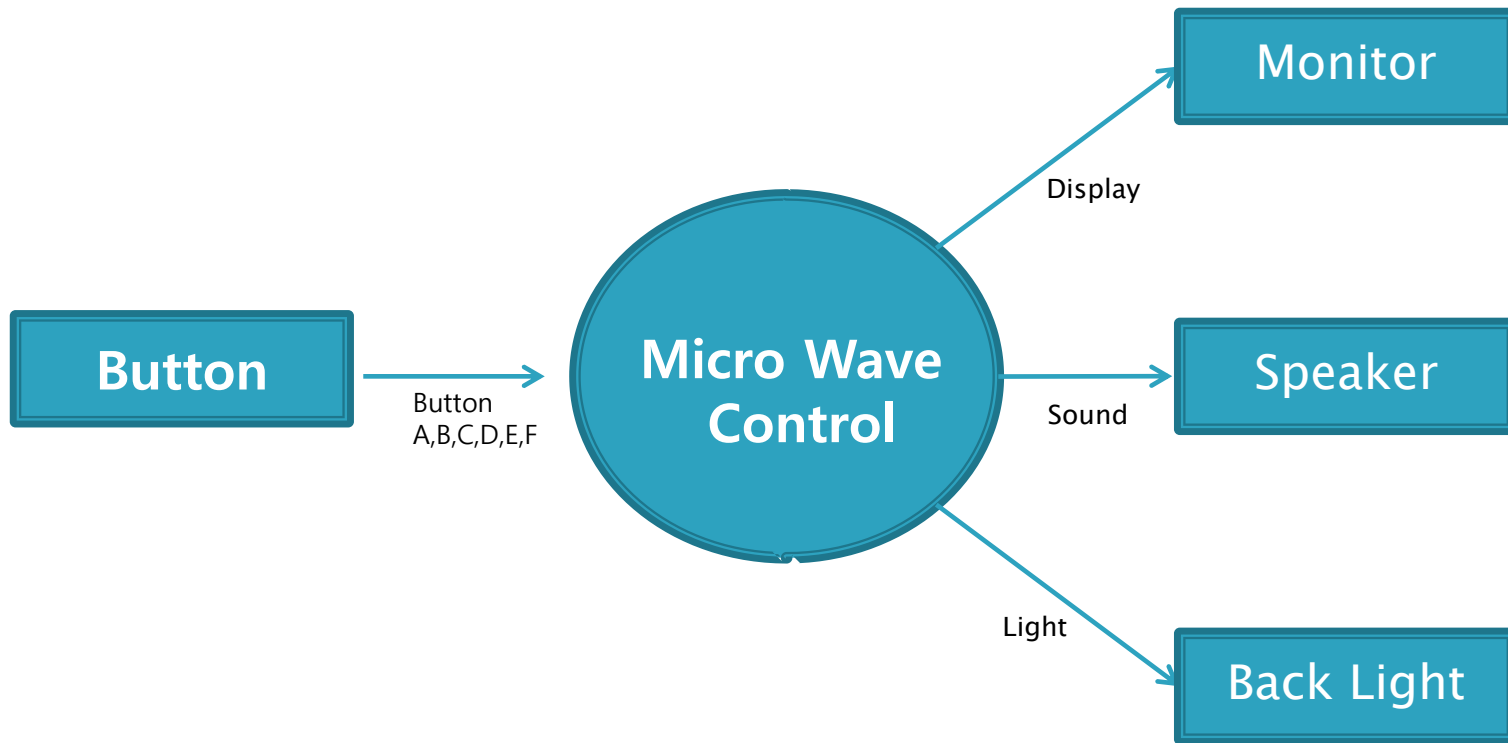 Monitor
Display
Button
Button
A,B,C,D,E,F
Micro Wave
Control
Speaker
Sound
Light
Back Light